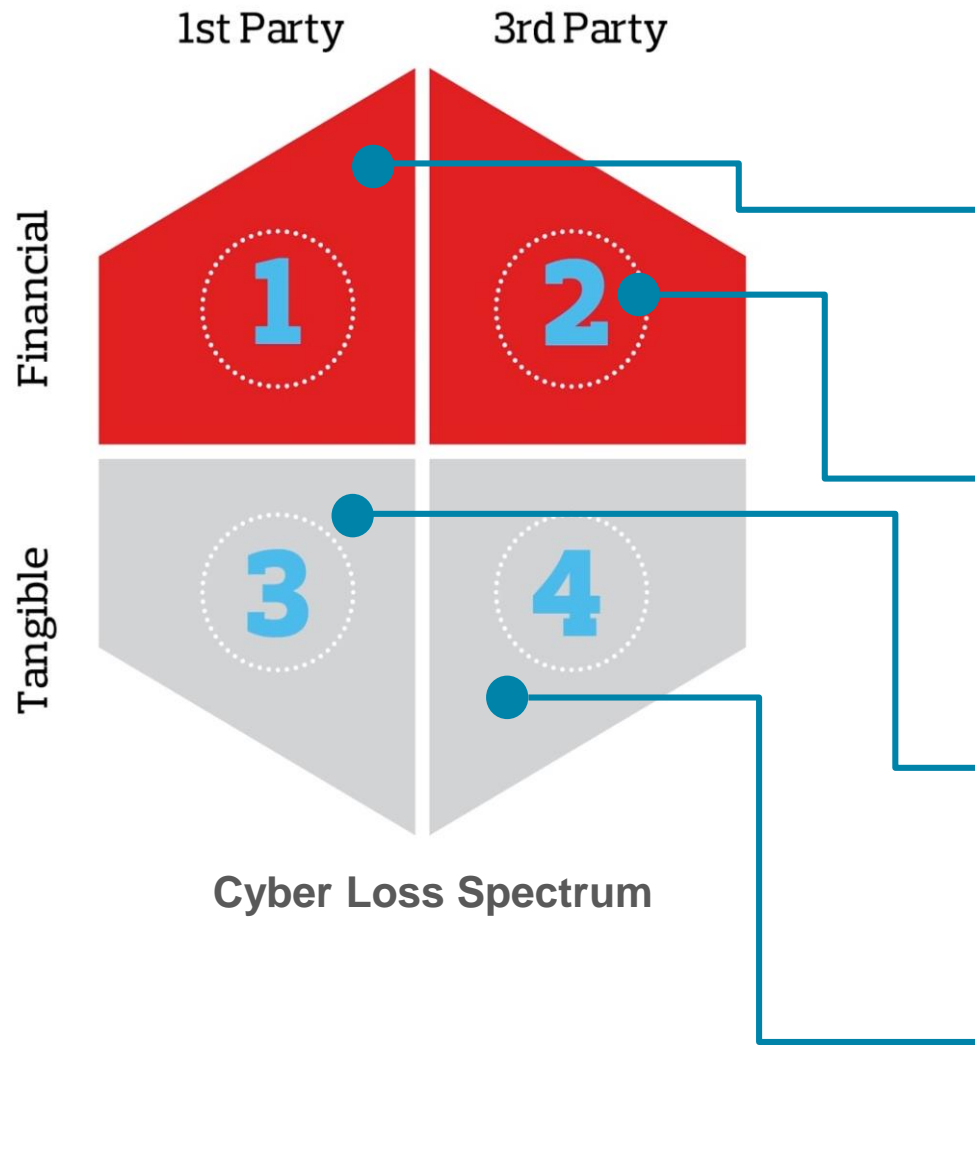 1st Party 3rd Party
Financial
1 2
Tangible
3 4
Cyber Loss Spectrum